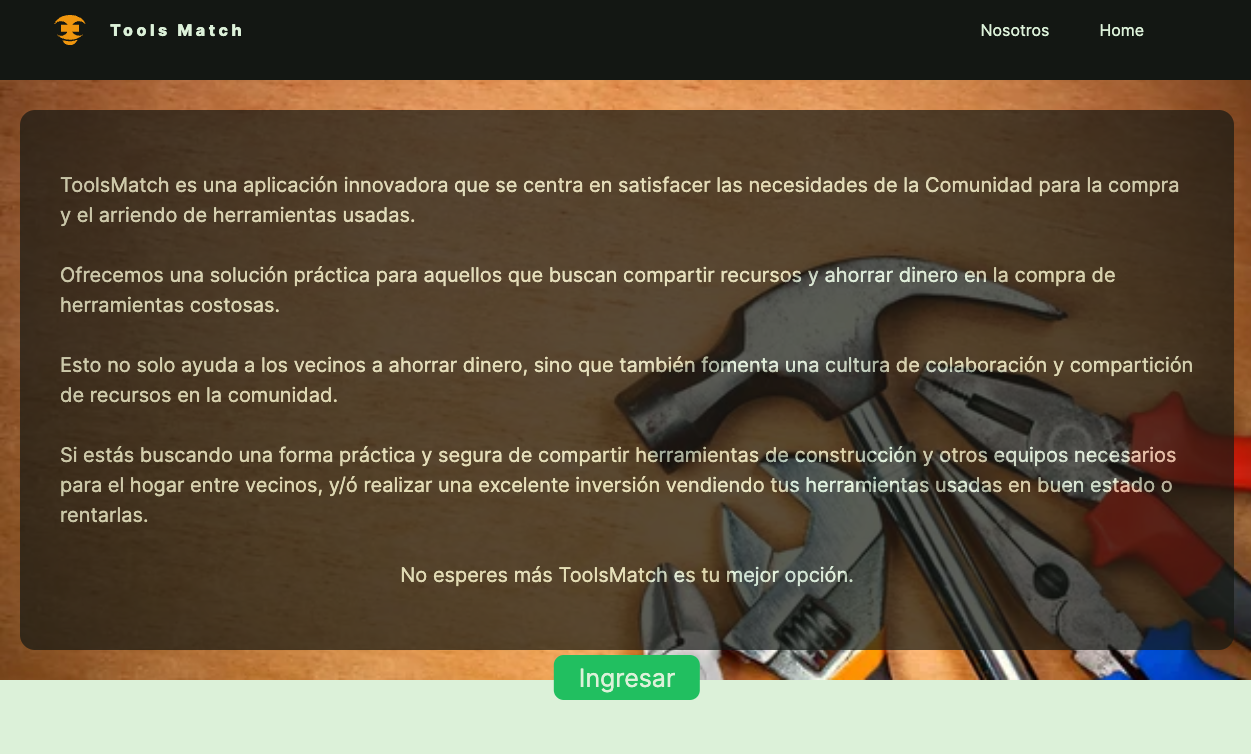 Tools Match
Nosotros
Home
ToolsMatch es una aplicación innovadora que se centra en satisfacer las necesidades de la Comunidad para la compra
y el arriendo de herramientas usadas.
Ofrecemos una solución práctica para aquellos que buscan compartir recursos y ahorrar dinero en la compra de
herramientas costosas.
Esto no solo ayuda a los vecinos a ahorrar dinero, sino que también fomenta una cultura de colaboración y compartición
de recursos en la comunidad.
Si estás buscando una forma práctica y segura de compartir herramientas de construcción y otros equipos necesarios
para el hogar entre vecinos, y/ó realizar una excelente inversión vendiendo tus herramientas usadas en buen estado o
rentarlas.
No esperes más ToolsMatch es tu mejor opción.
Ingresar